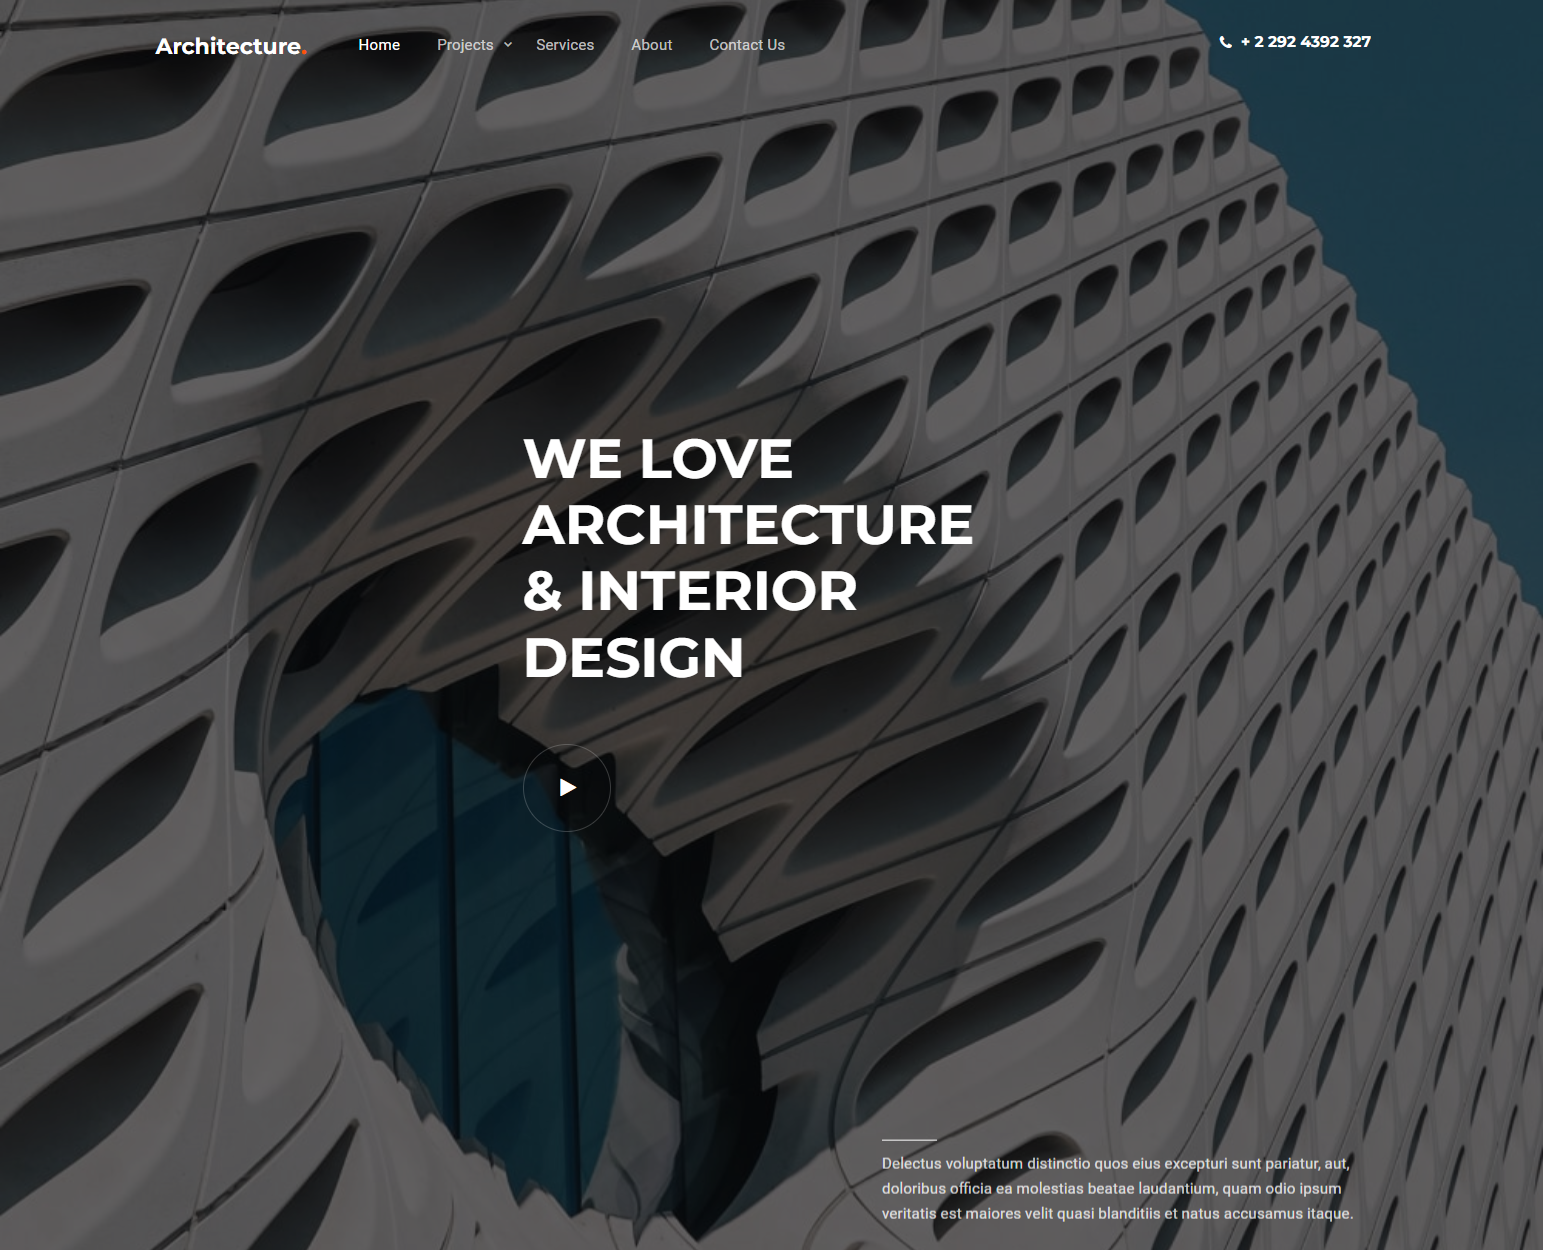 Architecture.
Home Projects Services About Contact Us
+ 2 292 4392 327
WE LOVE
ARCHITECTURE
& INTERIOR
DESIGN
Delectus voluptatum distinctio quos eius excepturi sunt pariatur, aut,
doloribus officia ea molestias beatae laudantium, quam odio ipsum
veritatis est maiores velit quasi blanditiis et natus accusamus itaque.